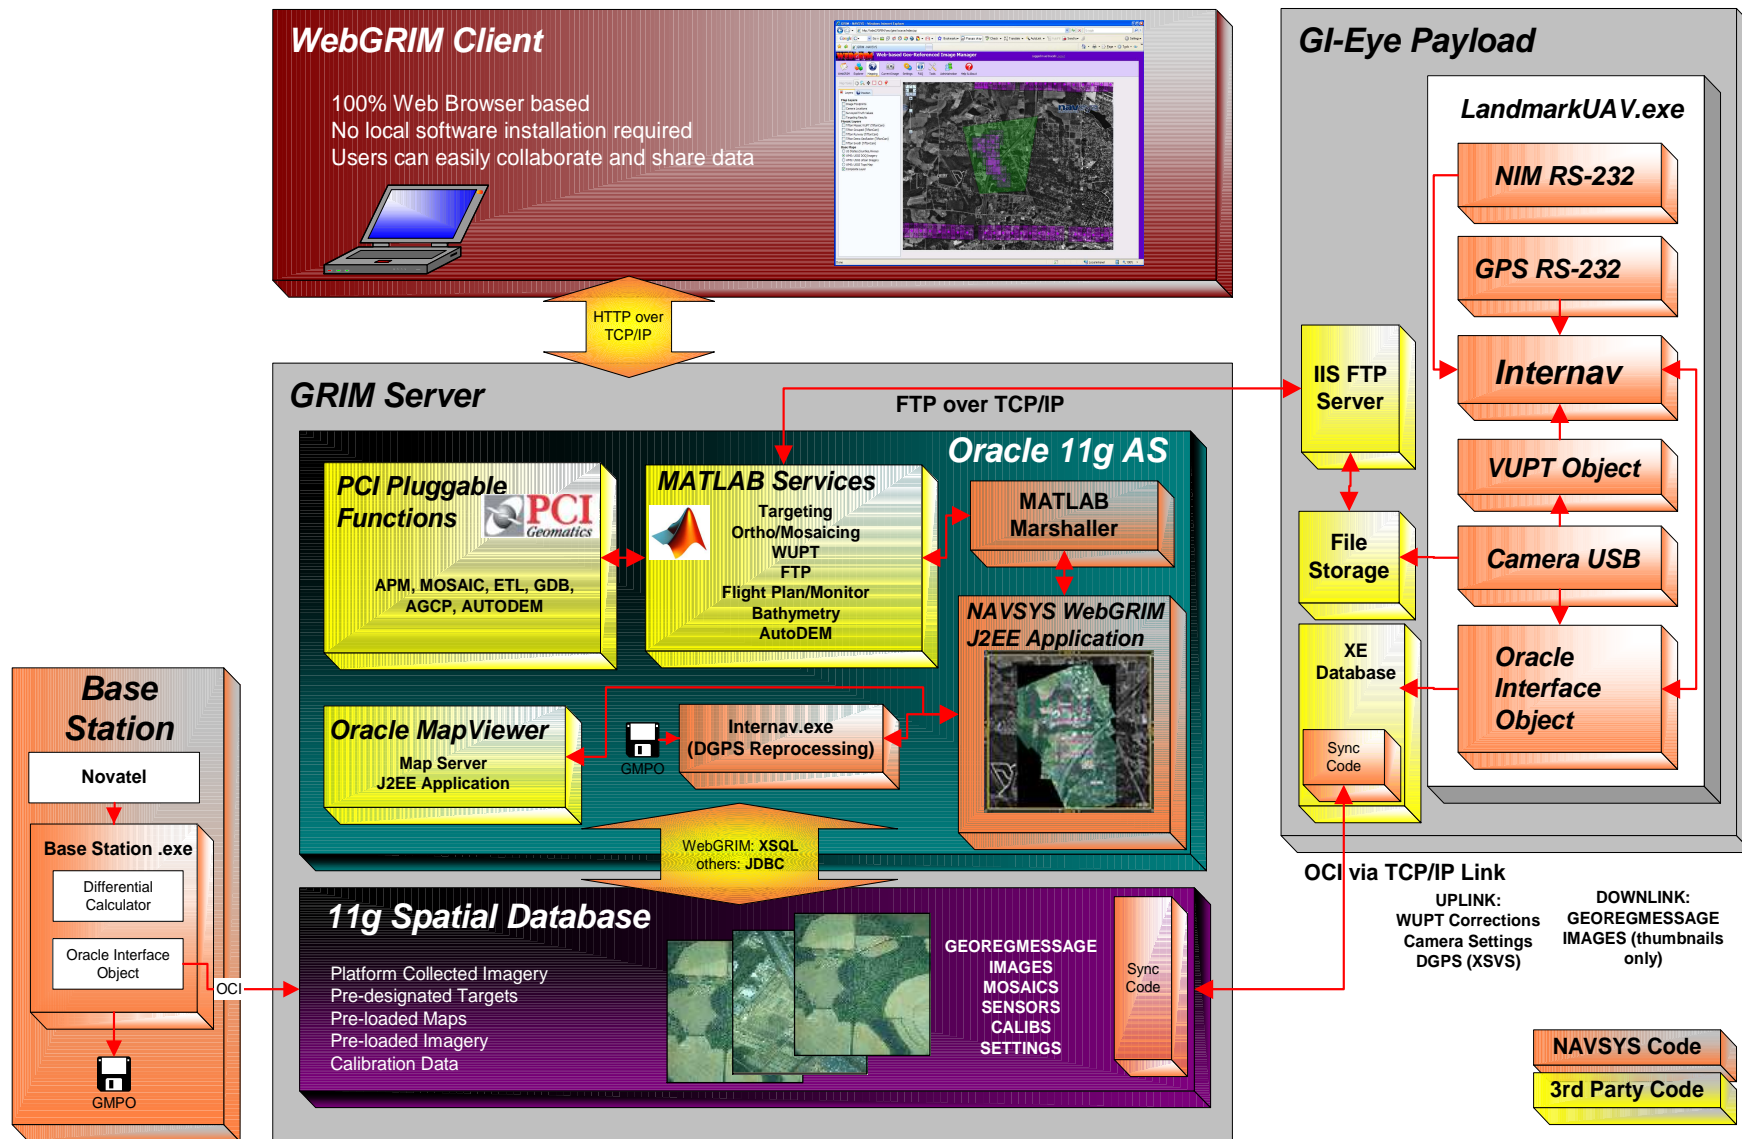 WebGRIM Client
100% Web Browser based
No local software installation required
Users can easily collaborate and share data
Web-based Geo-Referenced Image Manager
HTTP over
TCP/IP
GRIM Server
FTP over TCP/IP
Oracle 11g AS
PCI Pluggable
Functions
PCI
Geomatics
APM, MOSAIC, ETL, GDB,
AGCP, AUTODEM
MATLAB Services
Targeting
Ortho/Mosaicing
WUPT
FTP
Flight Plan/Monitor
Bathymetry
AutoDEM
MATLAB
Marshaller
NAVSYS WebGRIM
J2EE Application
Oracle MapViewer
Map Server
J2EE Application
GMPO
Internav.exe
(DGPS Reprocessing)
WebGRIM: XSQL
others: JDBC
11g Spatial Database
Platform Collected Imagery
Pre-designated Targets
Pre-loaded Maps
Pre-loaded Imagery
Calibration Data
GEOREGMESSAGE
IMAGES
MOSAICS
SENSORS
CALIBS
SETTINGS
Sync
Code
Base
Station
Novatel
Base Station .exe
Differential
Calculator
Oracle Interface
Object
OCI
GMPO
GI-Eye Payload
LandmarkUAV.exe
NIM RS-232
GPS RS-232
Internav
VUPT Object
Camera USB
Oracle
Interface
Object
IIS FTP
Server
File
Storage
XE
Database
Sync
Code
OCI via TCP/IP Link
UPLINK:
WUPT Corrections
Camera Settings
DGPS (XSVS)
DOWNLINK:
GEOREGMESSAGE
IMAGES (thumbnails
only)
NAVSYS Code
3rd Party Code